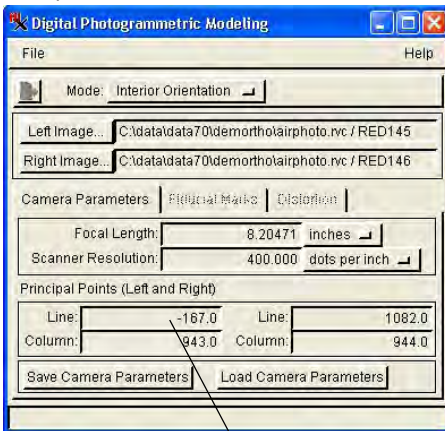 Digital Photogrammetric Modeling
File Help
Mode: Interior Orientation
Left Image... C:\data\data70\demortho\airphoto.rvc / RED145
Right Image... C:\data\data70\demortho\airphoto.rvc / RED146
Camera Parameters Fiducial Marks Distortion
Focal Length: 8.20471 inches
Scanner Resolution: 400.000 dots per inch
Principal Points (Left and Right)
Line: -167.0 Line: 1082.0
Column: 943.0 Column: 944.0
Save Camera Parameters Load Camera Parameters